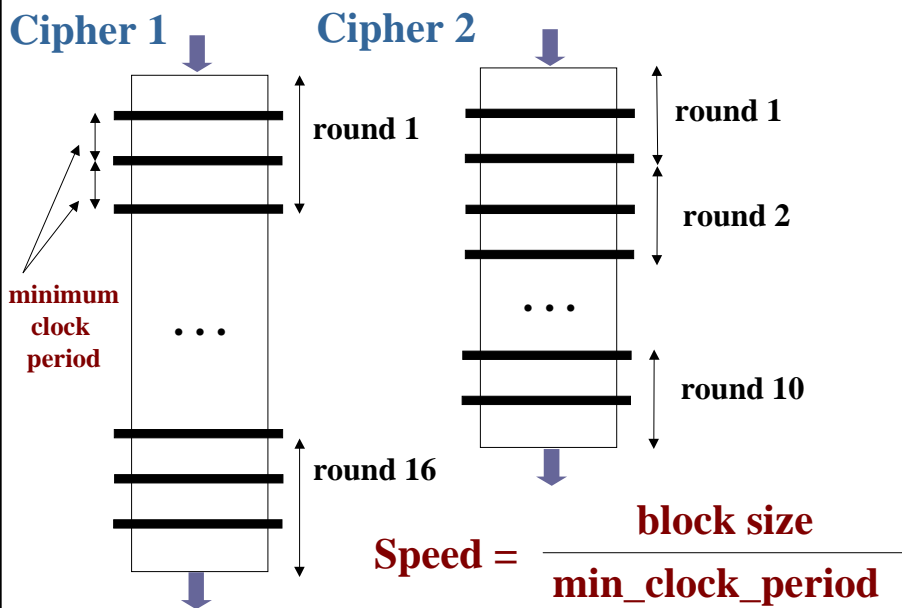 Cipher 1
Cipher 2
round 1
minimum
clock
period
. . .
round 16
round 1
round 2
. . .
round 10
Speed =
block size
min_clock_period